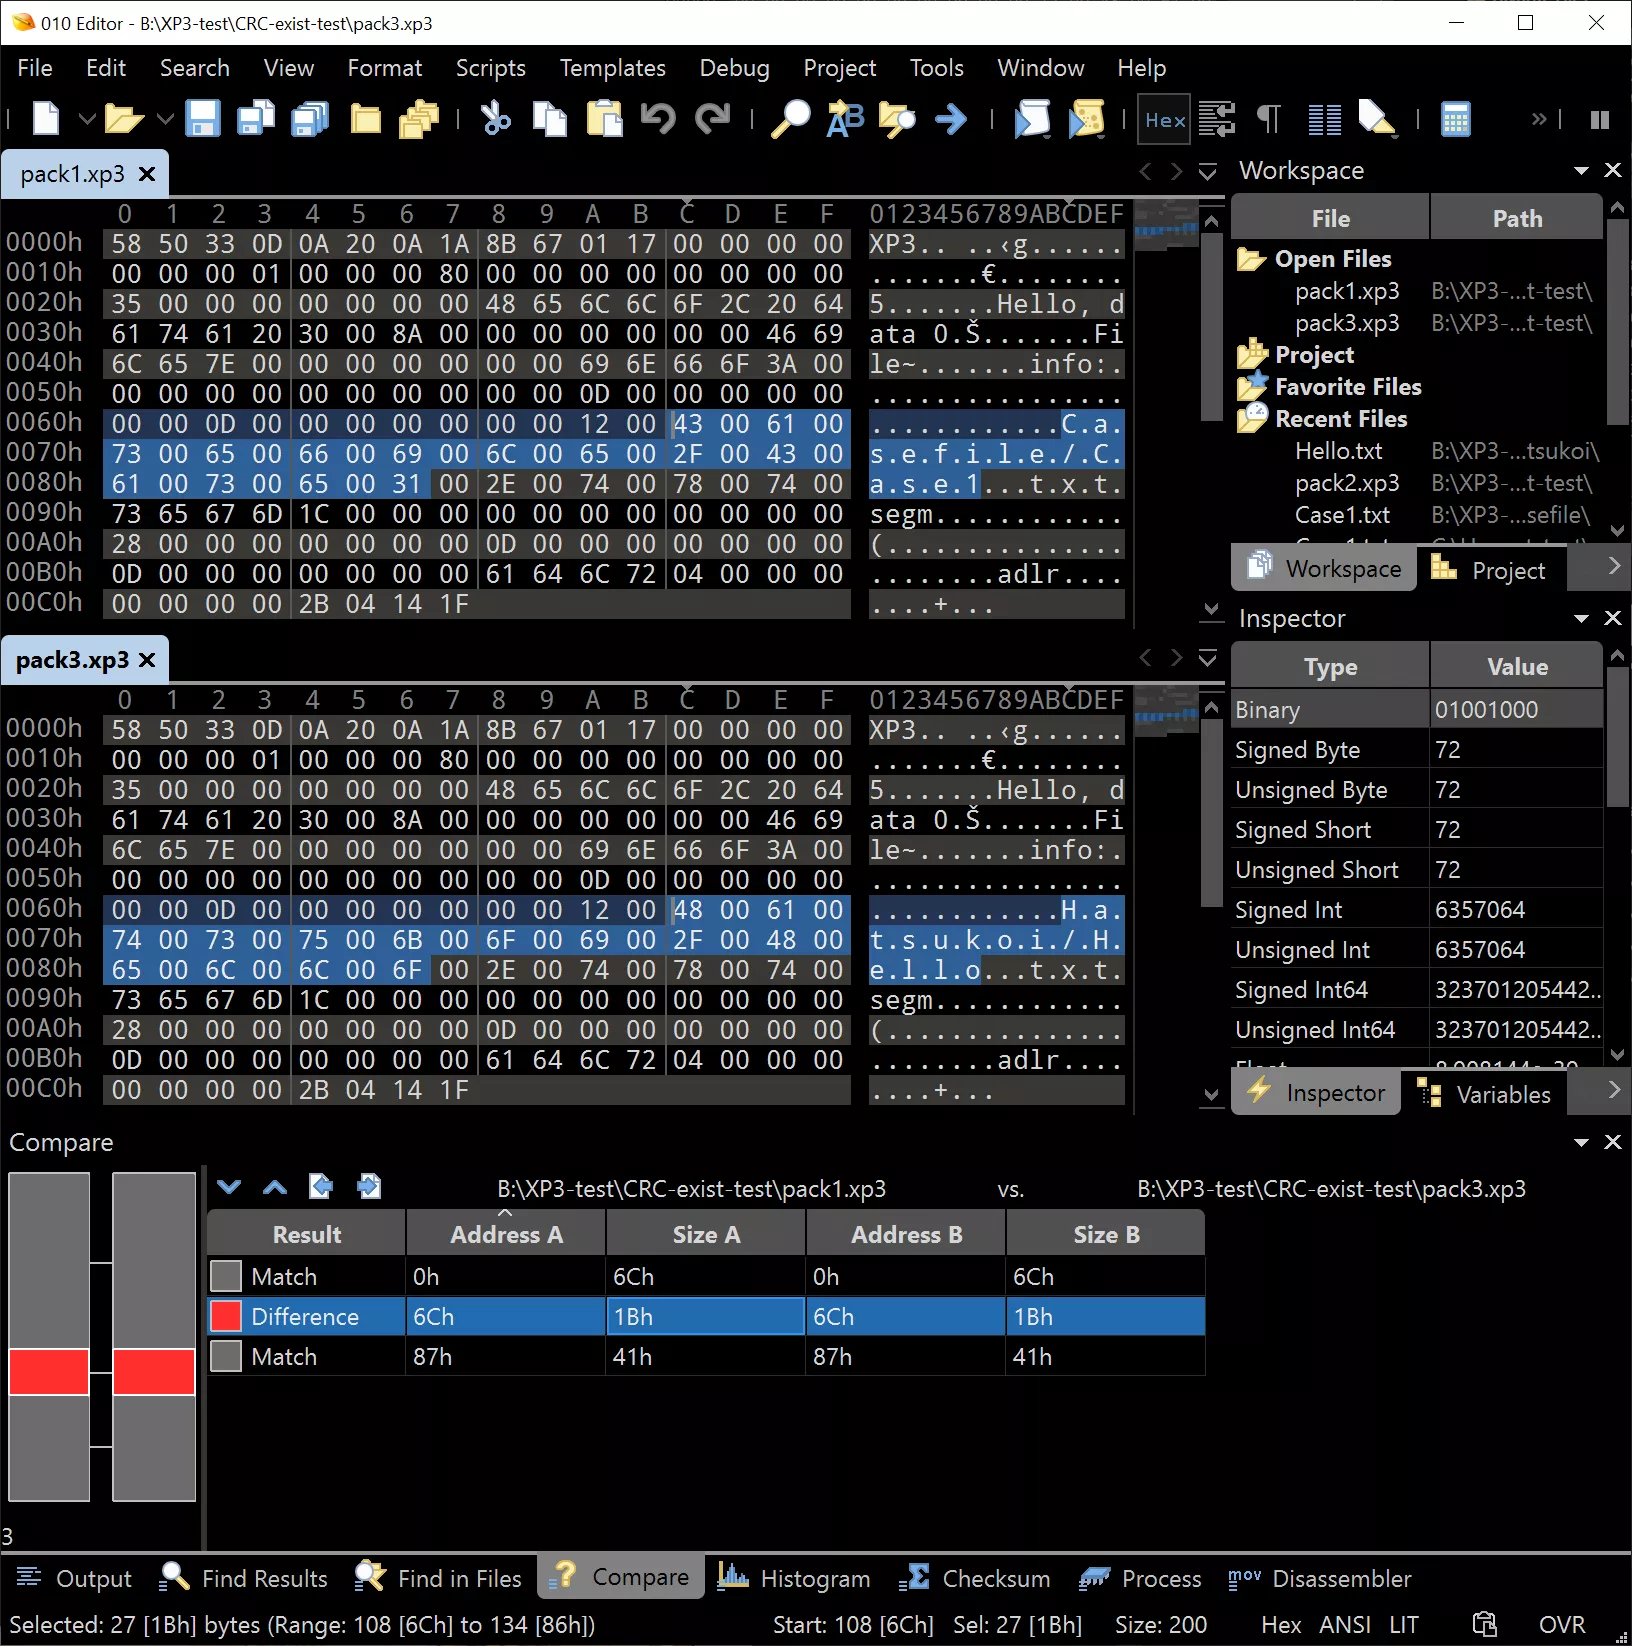 010 Editor - B:\XP3-test\CRC-exist-test\pack3.xp3
File Edit Search View Format Scripts Templates Debug Project Tools Window Help
Hex
pack1.xp3
0 1 2 3 4 5 6 7 8 9 A B C D E F 0123456789ABCDEF
0000h 58 50 33 0D 0A 20 0A 1A 8B 67 01 17 00 00 00 00 XP3.. ..‹g......
0010h 00 00 00 01 00 00 00 80 00 00 00 00 00 00 00 00 .......€........
0020h 35 00 00 00 00 00 00 00 48 65 6C 6C 6F 2C 20 64 5.......Hello, d
0030h 61 74 61 20 30 00 8A 00 00 00 00 00 00 00 46 69 ata 0.Š.......Fi
0040h 6C 65 7E 00 00 00 00 00 00 00 69 6E 66 6F 3A 00 le~.......info:.
0050h 00 00 00 00 00 00 00 00 00 00 0D 00 00 00 00 00 ................
0060h 00 00 0D 00 00 00 00 00 00 00 12 00 43 00 61 00 ............C.a.
0070h 73 00 65 00 66 00 69 00 6C 00 65 00 2F 00 43 00 s.e.f.i.l.e./.C.
0080h 61 00 73 00 65 00 31 00 2E 00 74 00 78 00 74 00 a.s.e.1...t.x.t.
0090h 73 65 67 6D 1C 00 00 00 00 00 00 00 00 00 00 00 segm............
00A0h 28 00 00 00 00 00 00 00 0D 00 00 00 00 00 00 00 (...............
00B0h 0D 00 00 00 00 00 00 00 61 64 6C 72 04 00 00 00 ........adlr....
00C0h 00 00 00 00 2B 04 14 1F ....+...
pack3.xp3
0 1 2 3 4 5 6 7 8 9 A B C D E F 0123456789ABCDEF
0000h 58 50 33 0D 0A 20 0A 1A 8B 67 01 17 00 00 00 00 XP3.. ..‹g......
0010h 00 00 00 01 00 00 00 80 00 00 00 00 00 00 00 00 .......€........
0020h 35 00 00 00 00 00 00 00 48 65 6C 6C 6F 2C 20 64 5.......Hello, d
0030h 61 74 61 20 30 00 8A 00 00 00 00 00 00 00 46 69 ata 0.Š.......Fi
0040h 6C 65 7E 00 00 00 00 00 00 00 69 6E 66 6F 3A 00 le~.......info:.
0050h 00 00 00 00 00 00 00 00 00 00 0D 00 00 00 00 00 ................
0060h 00 00 0D 00 00 00 00 00 00 00 12 00 48 00 61 00 ............H.a.
0070h 74 00 73 00 75 00 6B 00 6F 00 69 00 2F 00 48 00 t.s.u.k.o.i./.H.
0080h 65 00 6C 00 6C 00 6F 00 2E 00 74 00 78 00 74 00 e.l.l.o...t.x.t.
0090h 73 65 67 6D 1C 00 00 00 00 00 00 00 00 00 00 00 segm............
00A0h 28 00 00 00 00 00 00 00 0D 00 00 00 00 00 00 00 (...............
00B0h 0D 00 00 00 00 00 00 00 61 64 6C 72 04 00 00 00 ........adlr....
00C0h 00 00 00 00 2B 04 14 1F ....+...
Workspace
File Path
Open Files
pack1.xp3 B:\XP3-...t-test\
pack3.xp3 B:\XP3-...t-test\
Project
Favorite Files
Recent Files
Hello.txt B:\XP3-...tsukoi\
pack2.xp3 B:\XP3-...t-test\
Case1.txt B:\XP3-...sefile\
Workspace Project
Inspector
Type Value
Binary 01001000
Signed Byte 72
Unsigned Byte 72
Signed Short 72
Unsigned Short 72
Signed Int 6357064
Unsigned Int 6357064
Signed Int64 323701205442..
Unsigned Int64 323701205442..
Inspector Variables
Compare
B:\XP3-test\CRC-exist-test\pack1.xp3 vs. B:\XP3-test\CRC-exist-test\pack3.xp3
Result Address A Size A Address B Size B
Match 0h 6Ch 0h 6Ch
Difference 6Ch 1Bh 6Ch 1Bh
Match 87h 41h 87h 41h
3
Output Find Results Find in Files Compare Histogram Checksum Process Disassembler
Selected: 27 [1Bh] bytes (Range: 108 [6Ch] to 134 [86h]) Start: 108 [6Ch] Sel: 27 [1Bh] Size: 200 Hex ANSI LIT OVR